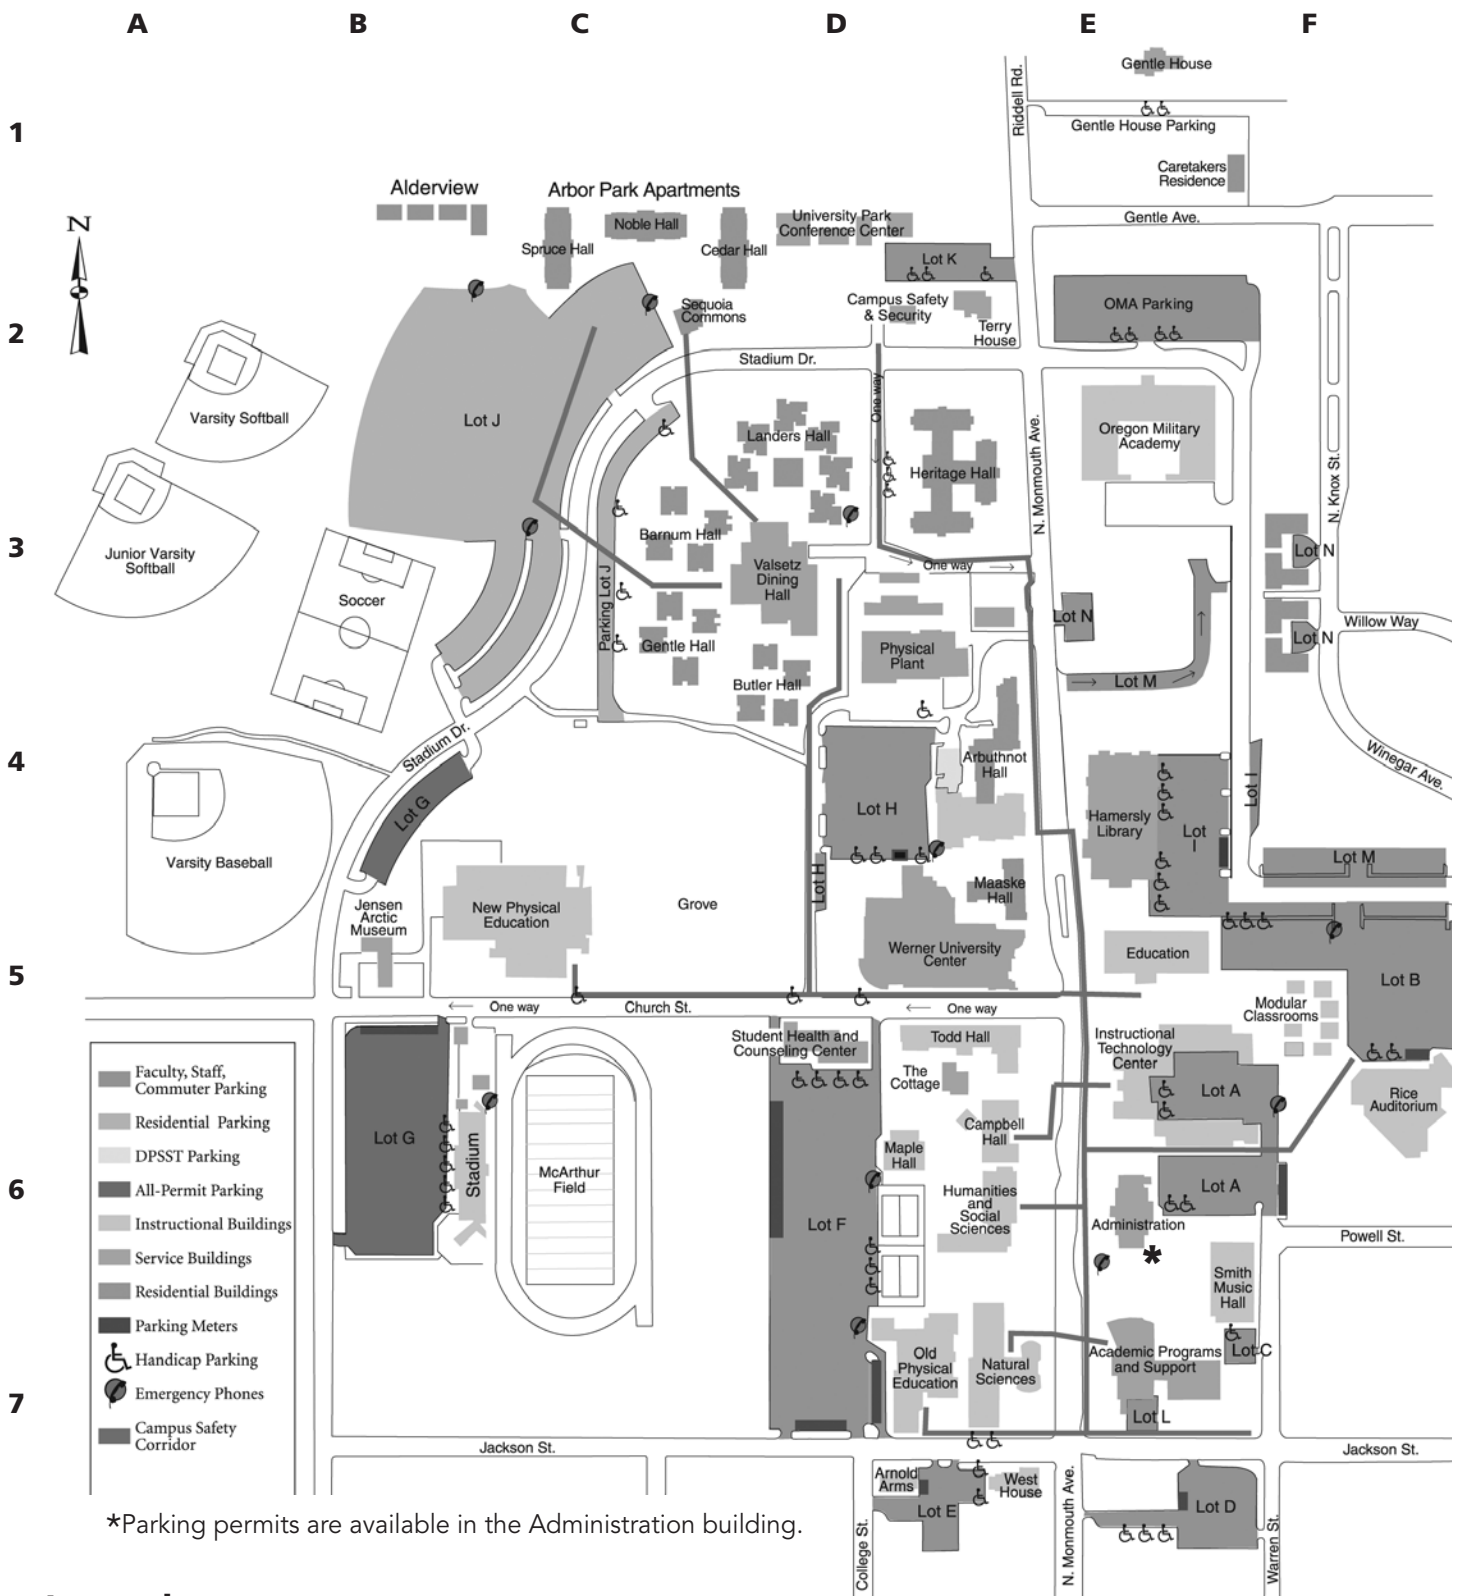 A B C D E F
1
2
3
4
5
6
7
Gentle House
Riddell Rd.
Gentle House Parking
Caretakers
Residence
Gentle Ave.
Alderview
Arbor Park Apartments
Spruce Hall
Noble Hall
Cedar Hall
University Park
Conference Center
Lot K
N
Sequoia
Commons
Campus Safety
& Security
Terry
House
OMA Parking
Stadium Dr.
One way
Varsity Softball
Lot J
Landers Hall
Heritage Hall
N. Monmouth Ave.
Oregon Military
Academy
N. Knox St.
Junior Varsity
Softball
Barnum Hall
Valsetz
Dining
Hall
One way
Lot N
Soccer
Parking Lot J
Gentle Hall
Physical
Plant
Lot N
Lot N
Willow Way
Butler Hall
Lot M
Stadium Dr.
Arbuthnot
Hall
Winegar Ave.
Lot G
Lot H
Hamersly
Library
Lot
I
Lot I
Varsity Baseball
Lot M
Lot H
Maaske
Hall
Jensen
Arctic
Museum
New Physical
Education
Grove
Werner University
Center
Education
Lot B
Modular
Classrooms
One way
Church St.
One way
Student Health and
Counseling Center
Todd Hall
The
Cottage
Instructional
Technology
Center
Lot A
Rice
Auditorium
Lot G
Stadium
McArthur
Field
Campbell
Hall
Maple
Hall
Lot F
Humanities
and
Social
Sciences
Lot A
Administration
*
Powell St.
Smith
Music
Hall
Old
Physical
Education
Natural
Sciences
Academic Programs
and Support
Lot C
Lot L
Jackson St.
Jackson St.
Arnold
Arms
West
House
Lot E
Lot D
College St.
N. Monmouth Ave.
Warren St.
Faculty, Staff,
Commuter Parking
Residential Parking
DPSST Parking
All-Permit Parking
Instructional Buildings
Service Buildings
Residential Buildings
Parking Meters
Handicap Parking
Emergency Phones
Campus Safety
Corridor
*Parking permits are available in the Administration building.